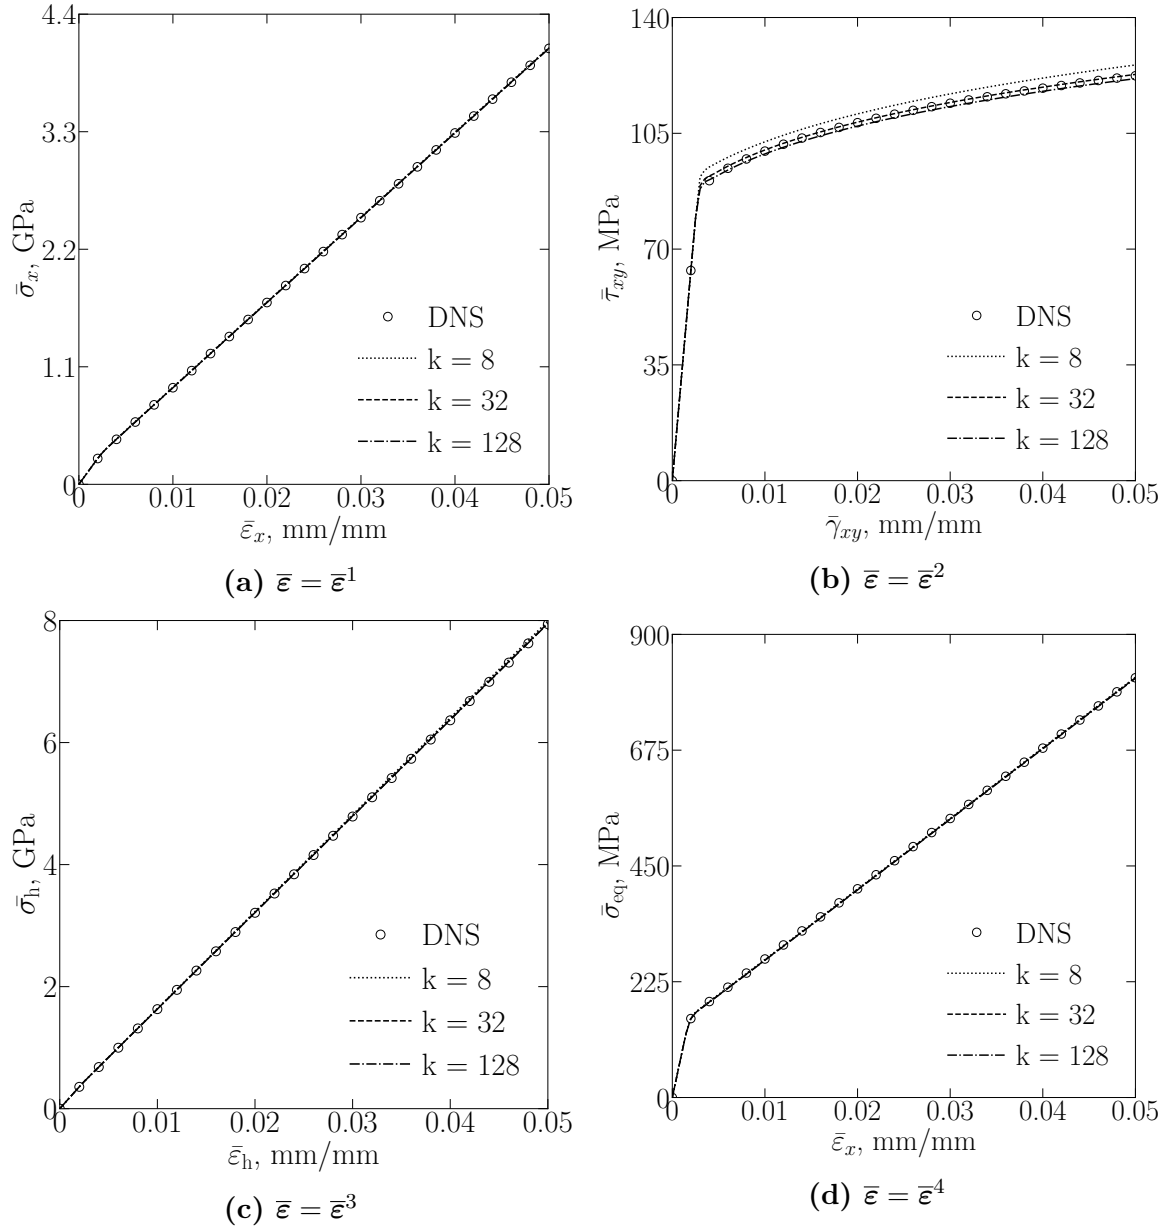 4.4
3.3
2.2
1.1
0
σ̄x, GPa
DNS
k = 8
k = 32
k = 128
0 0.01 0.02 0.03 0.04 0.05
ε̄x, mm/mm
(a) ε̄ = ε̄¹
140
105
70
35
0
τ̄xy, MPa
DNS
k = 8
k = 32
k = 128
0 0.01 0.02 0.03 0.04 0.05
γ̄xy, mm/mm
(b) ε̄ = ε̄²
8
6
4
2
0
σ̄h, GPa
DNS
k = 8
k = 32
k = 128
0 0.01 0.02 0.03 0.04 0.05
ε̄h, mm/mm
(c) ε̄ = ε̄³
900
675
450
225
0
σ̄eq, MPa
DNS
k = 8
k = 32
k = 128
0 0.01 0.02 0.03 0.04 0.05
ε̄x, mm/mm
(d) ε̄ = ε̄⁴